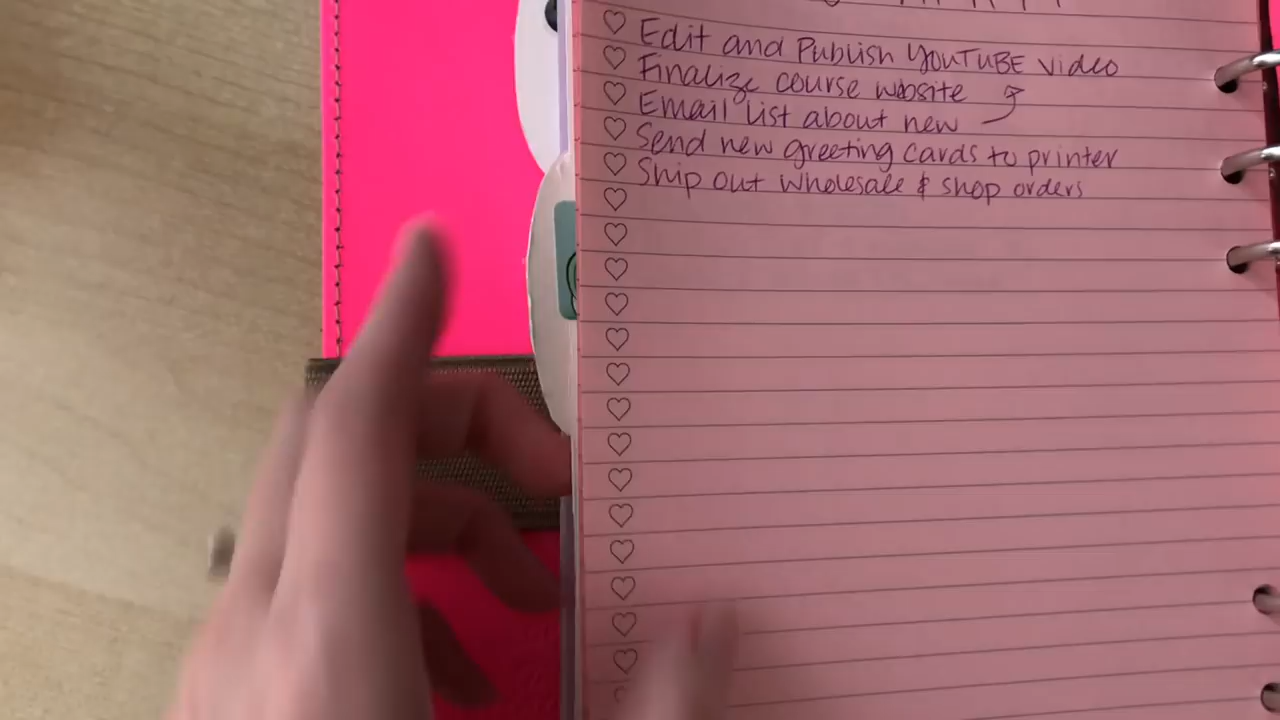 Edit and Publish YOUTUBE video
Finalize course website
Email list about new
Send new greeting cards to printer
Ship out wholesale & shop orders